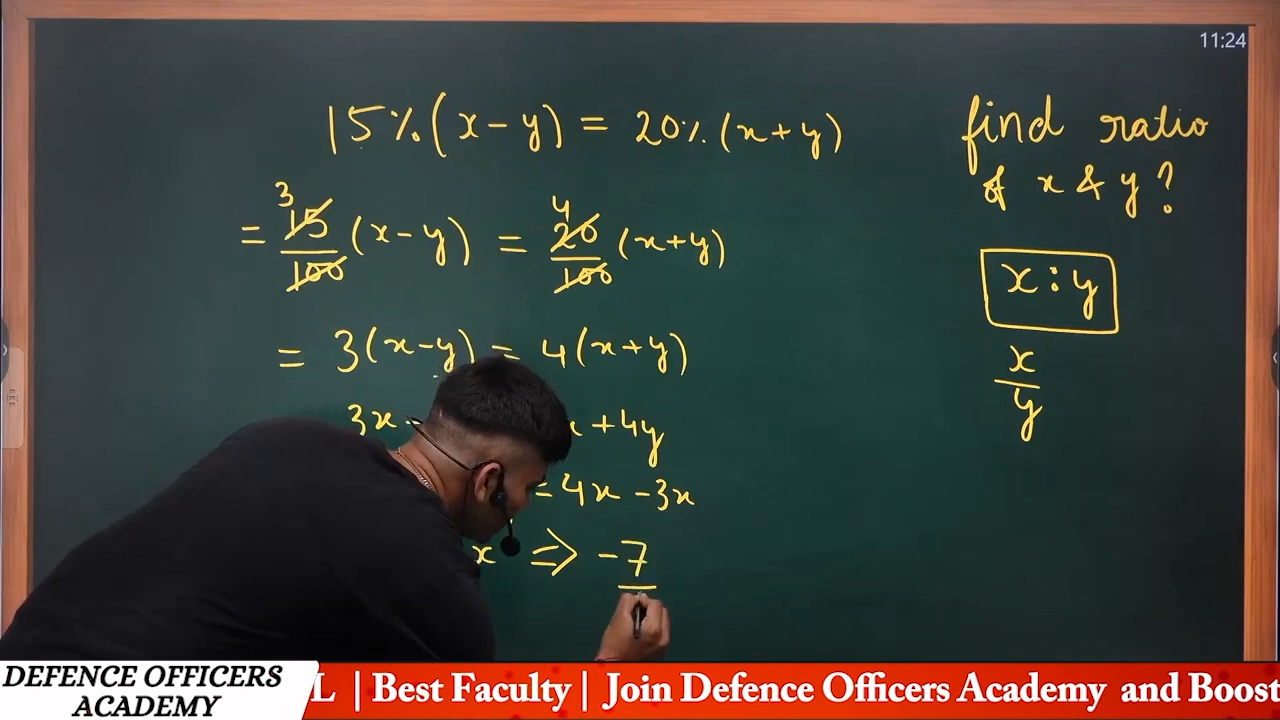 11:24
15%(x-y) = 20%(x+y)
find ratio
of x & y?
3 4
= 15/100 (x-y) = 20/100 (x+y)
x : y
= 3(x-y) = 4(x+y)
x/y
3x + 4y
= 4x - 3x
x => -7
DEFENCE OFFICERS
ACADEMY
L | Best Faculty | Join Defence Officers Academy and Boost